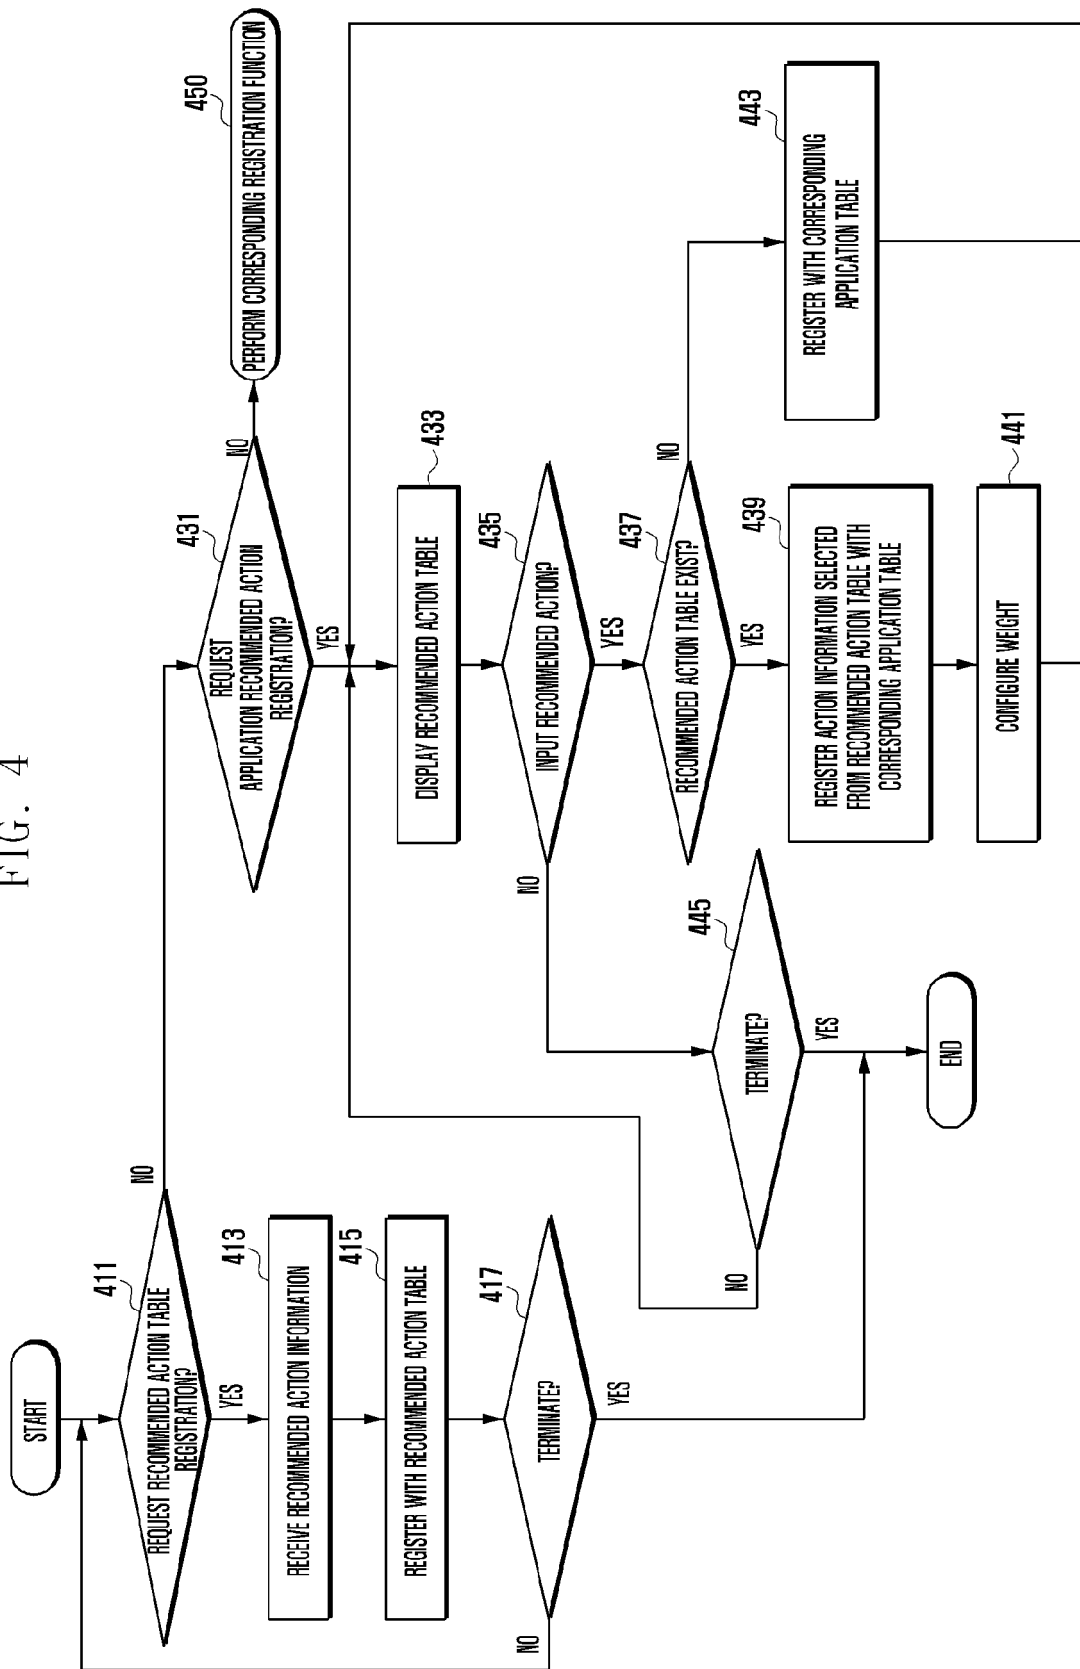 FIG. 4
START
411
REQUEST RECOMMENDED ACTION TABLE
REGISTRATION?
NO
YES
413
RECEIVE RECOMMENDED ACTION INFORMATION
415
REGISTER WITH RECOMMENDED ACTION TABLE
417
TERMINATE?
NO
YES
431
REQUEST
APPLICATION RECOMMENDED ACTION
REGISTRATION?
NO
YES
450
PERFORM CORRESPONDING REGISTRATION FUNCTION
433
DISPLAY RECOMMENDED ACTION TABLE
435
INPUT RECOMMENDED ACTION?
NO
YES
437
RECOMMENDED ACTION TABLE EXIST?
NO
YES
439
REGISTER ACTION INFORMATION SELECTED
FROM RECOMMENDED ACTION TABLE WITH
CORRESPONDING APPLICATION TABLE
441
CONFIGURE WEIGHT
443
REGISTER WITH CORRESPONDING
APPLICATION TABLE
445
TERMINATE?
NO
YES
END